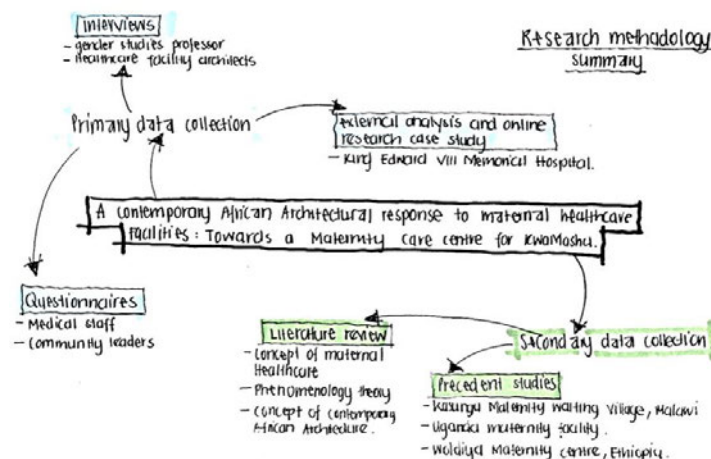 Research methodology
summary
Interviews
- gender studies professor
- Healthcare facility architects
Primary data collection
External analysis and online
research case study
- King Edward VIII Memorial Hospital.
A contemporary African Architectural response to maternal healthcare
facilities: Towards a Maternity care centre for KwaMashu.
Questionnaires
- Medical staff
- Community leaders
Secondary data collection
Literature review
- concept of maternal
Healthcare
- Phenomenology theory
- concept of contemporary
African Architecture.
Precedent studies
- Kasungu Maternity waiting Village, Malawi
- Uganda maternity facility.
- Woldiya Maternity centre, Ethiopia.